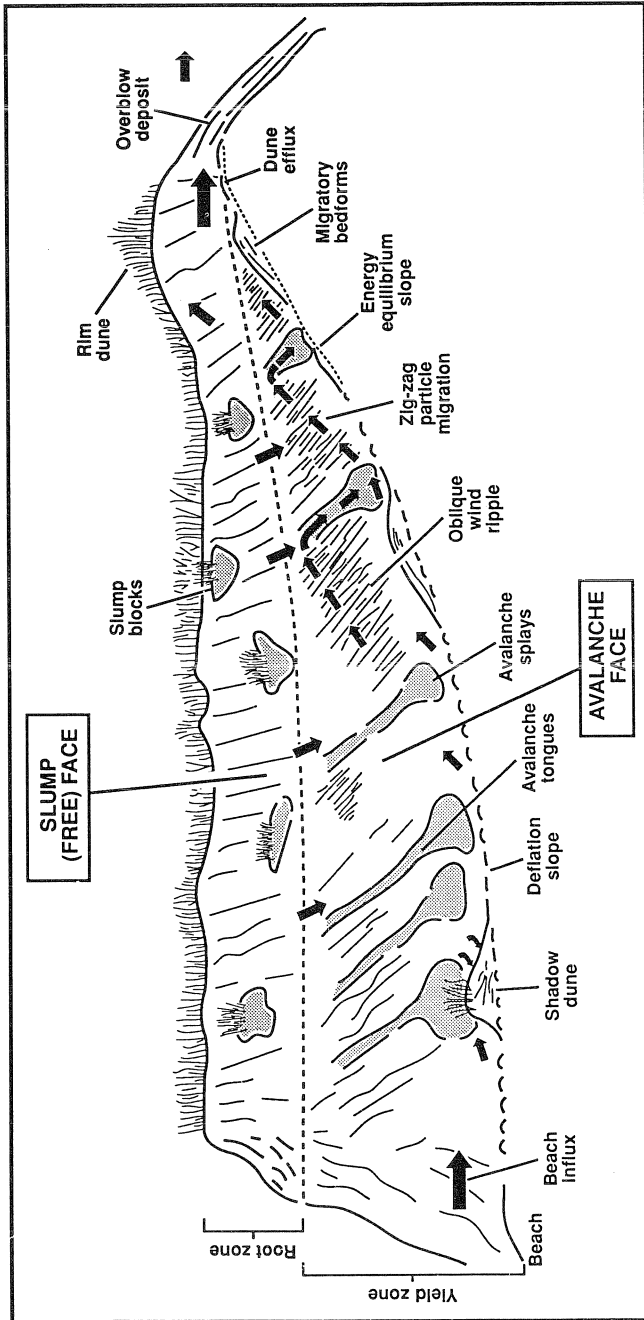 SLUMP
(FREE) FACE
Slump
blocks
Rim
dune
Overblow
deposit
Root zone
Yield zone
Beach
Beach
influx
Shadow
dune
Deflation
slope
Avalanche
tongues
Avalanche
splays
AVALANCHE
FACE
Oblique
wind
ripple
Zig-zag
particle
migration
Energy
equilibrium
slope
Migratory
bedforms
Dune
efflux